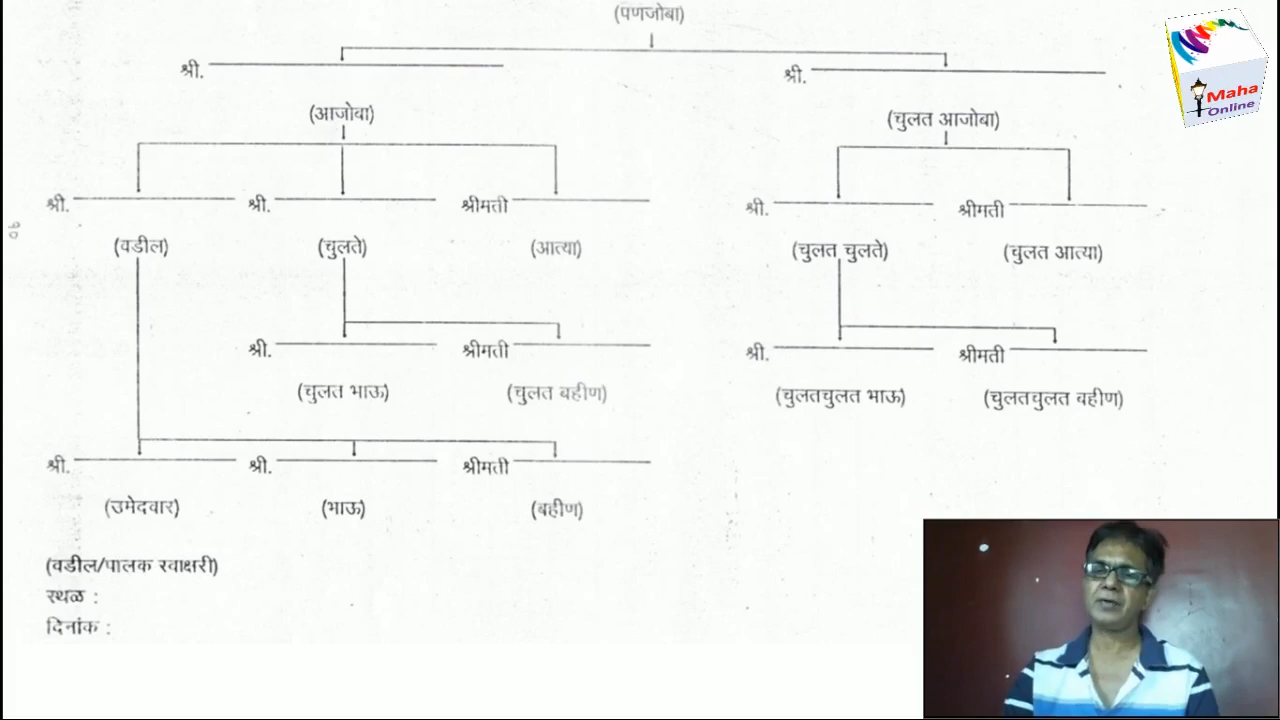 (पणजोबा)
श्री. श्री.
(आजोबा) (चुलत आजोबा)
श्री. श्री. श्रीमती श्री. श्रीमती
(वडील) (चुलते) (आत्या) (चुलत चुलते) (चुलत आत्या)
श्री. श्रीमती श्री. श्रीमती
(चुलत भाऊ) (चुलत बहीण) (चुलतचुलत भाऊ) (चुलतचुलत बहीण)
श्री. श्री. श्रीमती
(उमेदवार) (भाऊ) (बहीण)
(वडील/पालक स्वाक्षरी)
स्थळ :
दिनांक :
Maha
Online